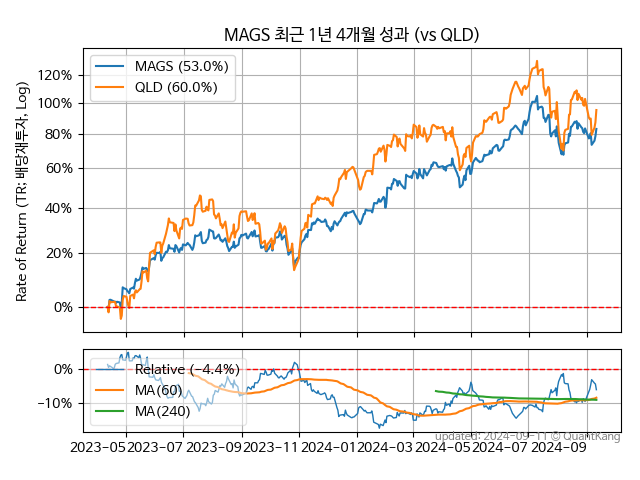 MAGS 최근 1년 4개월 성과 (vs QLD)
Rate of Return (TR: 배당재투자, Log)
MAGS (53.0%)
QLD (60.0%)
120%
100%
80%
60%
40%
20%
0%
Relative (−4.4%)
MA(60)
MA(240)
0%
−10%
2023−05 2023−07 2023−09 2023−11 2024−01 2024−03 2024−05 2024−07 2024−09
updated: 2024−09−11 © QuantKang